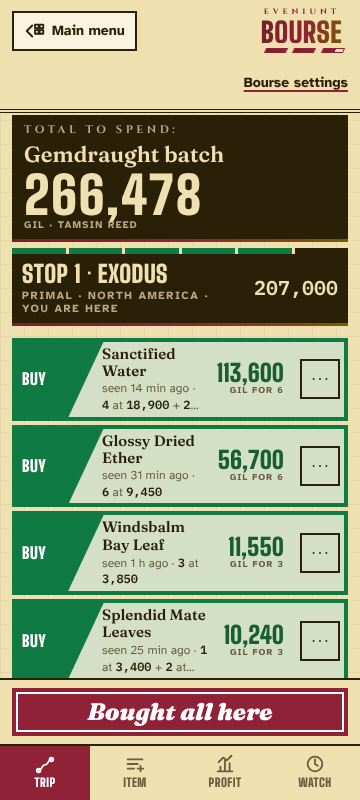 Main menu
EVENIUNT
BOURSE
Bourse settings
TOTAL TO SPEND:
Gemdraught batch
266,478
GIL · TAMSIN REED
STOP 1 · EXODUS
PRIMAL · NORTH AMERICA ·
YOU ARE HERE
207,000
BUY
Sanctified
Water
seen 14 min ago ·
4 at 18,900 + 2...
113,600
GIL FOR 6
...
BUY
Glossy Dried
Ether
seen 31 min ago ·
6 at 9,450
56,700
GIL FOR 6
...
BUY
Windsbalm
Bay Leaf
seen 1 h ago · 3 at
3,850
11,550
GIL FOR 3
...
BUY
Splendid Mate
Leaves
seen 25 min ago · 1
at 3,400 + 2 at...
10,240
GIL FOR 3
...
Bought all here
TRIP
ITEM
PROFIT
WATCH